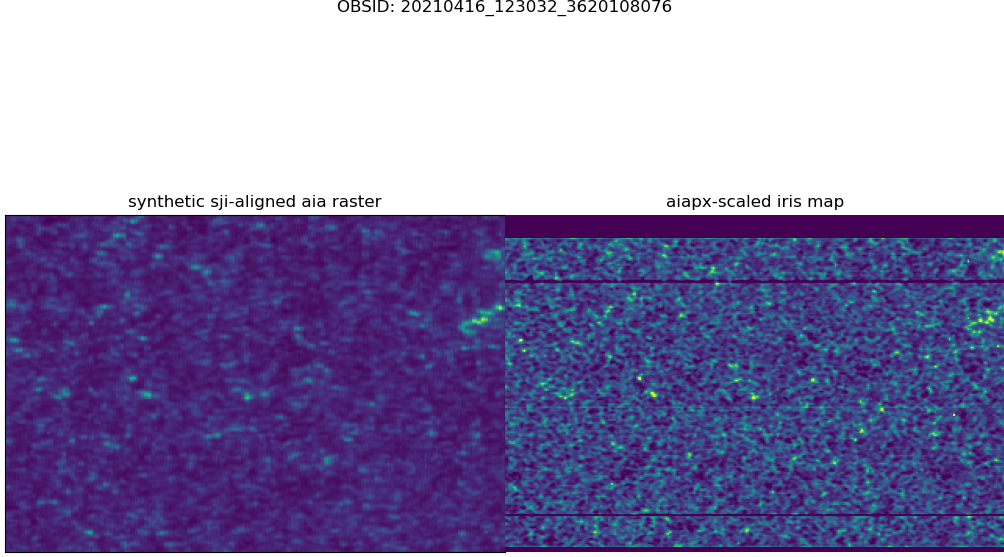 OBSID: 20210416_123032_3620108076
synthetic sji-aligned aia raster
aiapx-scaled iris map